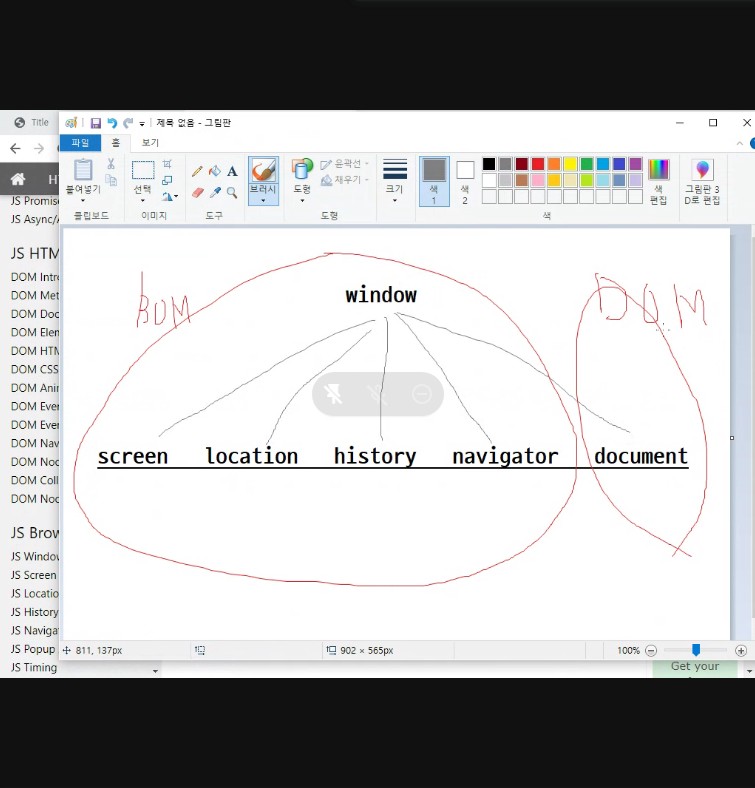 Title
제목 없음 - 그림판
파일 홈 보기
붙여넣기
클립보드
선택
이미지
A
도구
브러시
도형
윤곽선
채우기
도형
크기
색
1
색
2
색
편집
색
그림판 3
D로 편집
JS Promise
JS Async/A
JS HTM
DOM Intr
DOM Met
DOM Doc
DOM Eler
DOM HTM
DOM CSS
DOM Anir
DOM Ever
DOM Ever
DOM Nav
DOM Noc
DOM Coll
DOM Noc
JS Brow
JS Window
JS Screen
JS Locatio
JS History
JS Naviga
JS Popup
JS Timing
BOM
window
DOM
screen location history navigator document
811, 137px
902 × 565px
100%
Get your